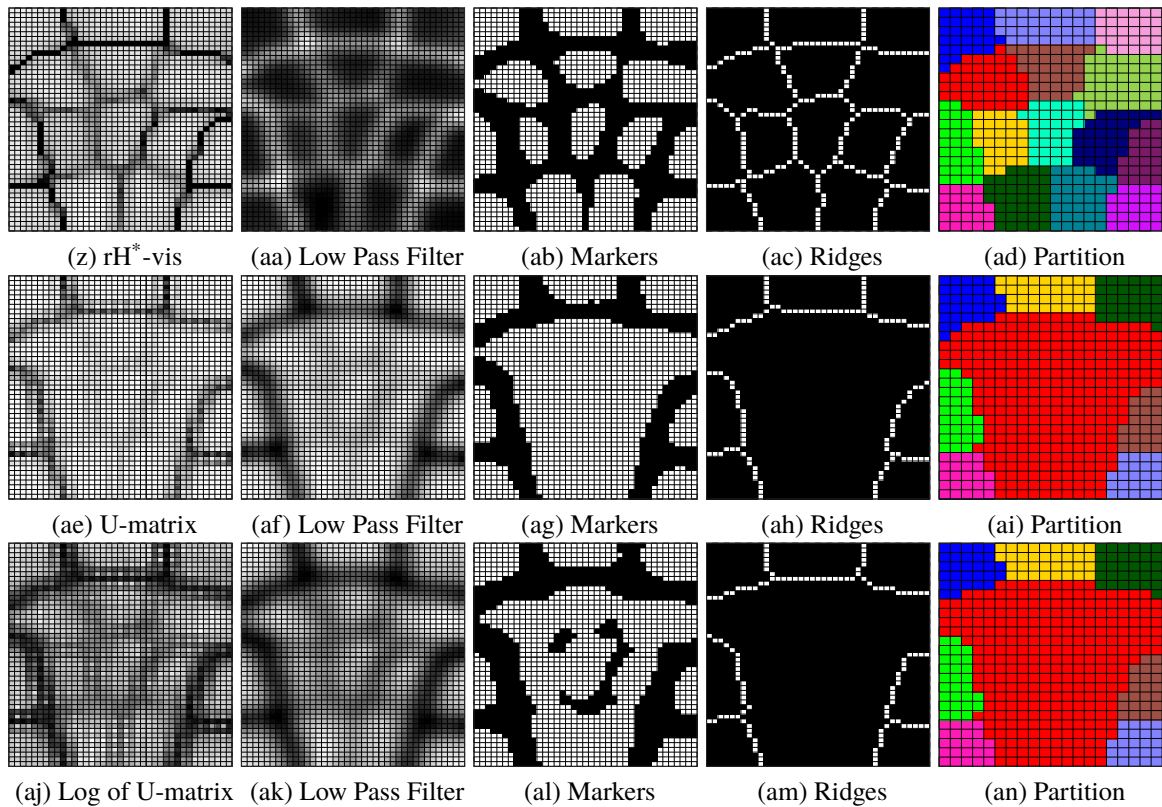 (z) rH*-vis (aa) Low Pass Filter (ab) Markers (ac) Ridges (ad) Partition
(ae) U-matrix (af) Low Pass Filter (ag) Markers (ah) Ridges (ai) Partition
(aj) Log of U-matrix (ak) Low Pass Filter (al) Markers (am) Ridges (an) Partition